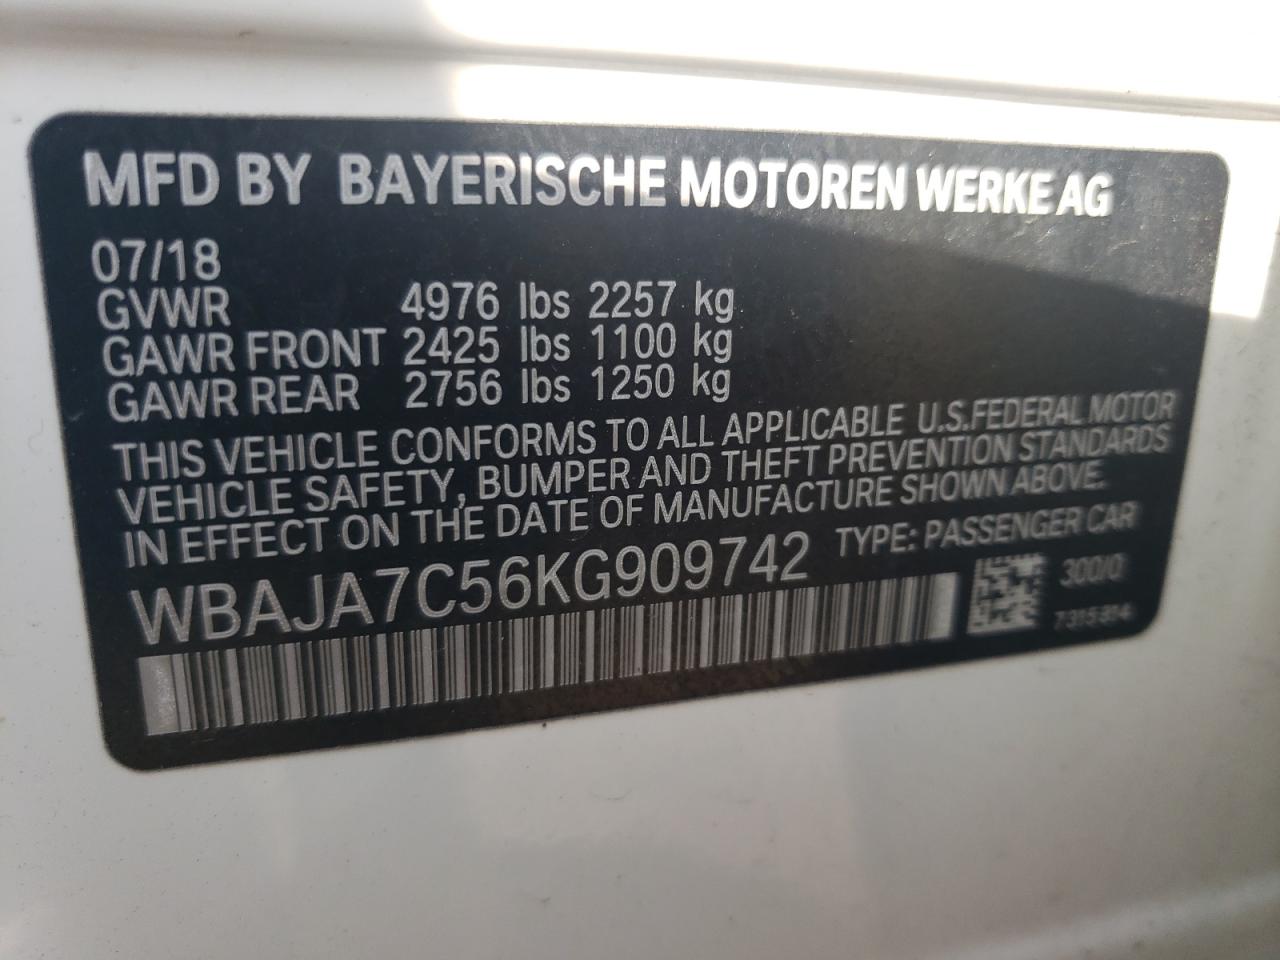 MFD BY BAYERISCHE MOTOREN WERKE AG
07/18
GVWR 4976 lbs 2257 kg
GAWR FRONT 2425 lbs 1100 kg
GAWR REAR 2756 lbs 1250 kg
THIS VEHICLE CONFORMS TO ALL APPLICABLE U.S.FEDERAL MOTOR
VEHICLE SAFETY, BUMPER AND THEFT PREVENTION STANDARDS
IN EFFECT ON THE DATE OF MANUFACTURE SHOWN ABOVE.
WBAJA7C56KG909742 TYPE: PASSENGER CAR
300/0
7315314